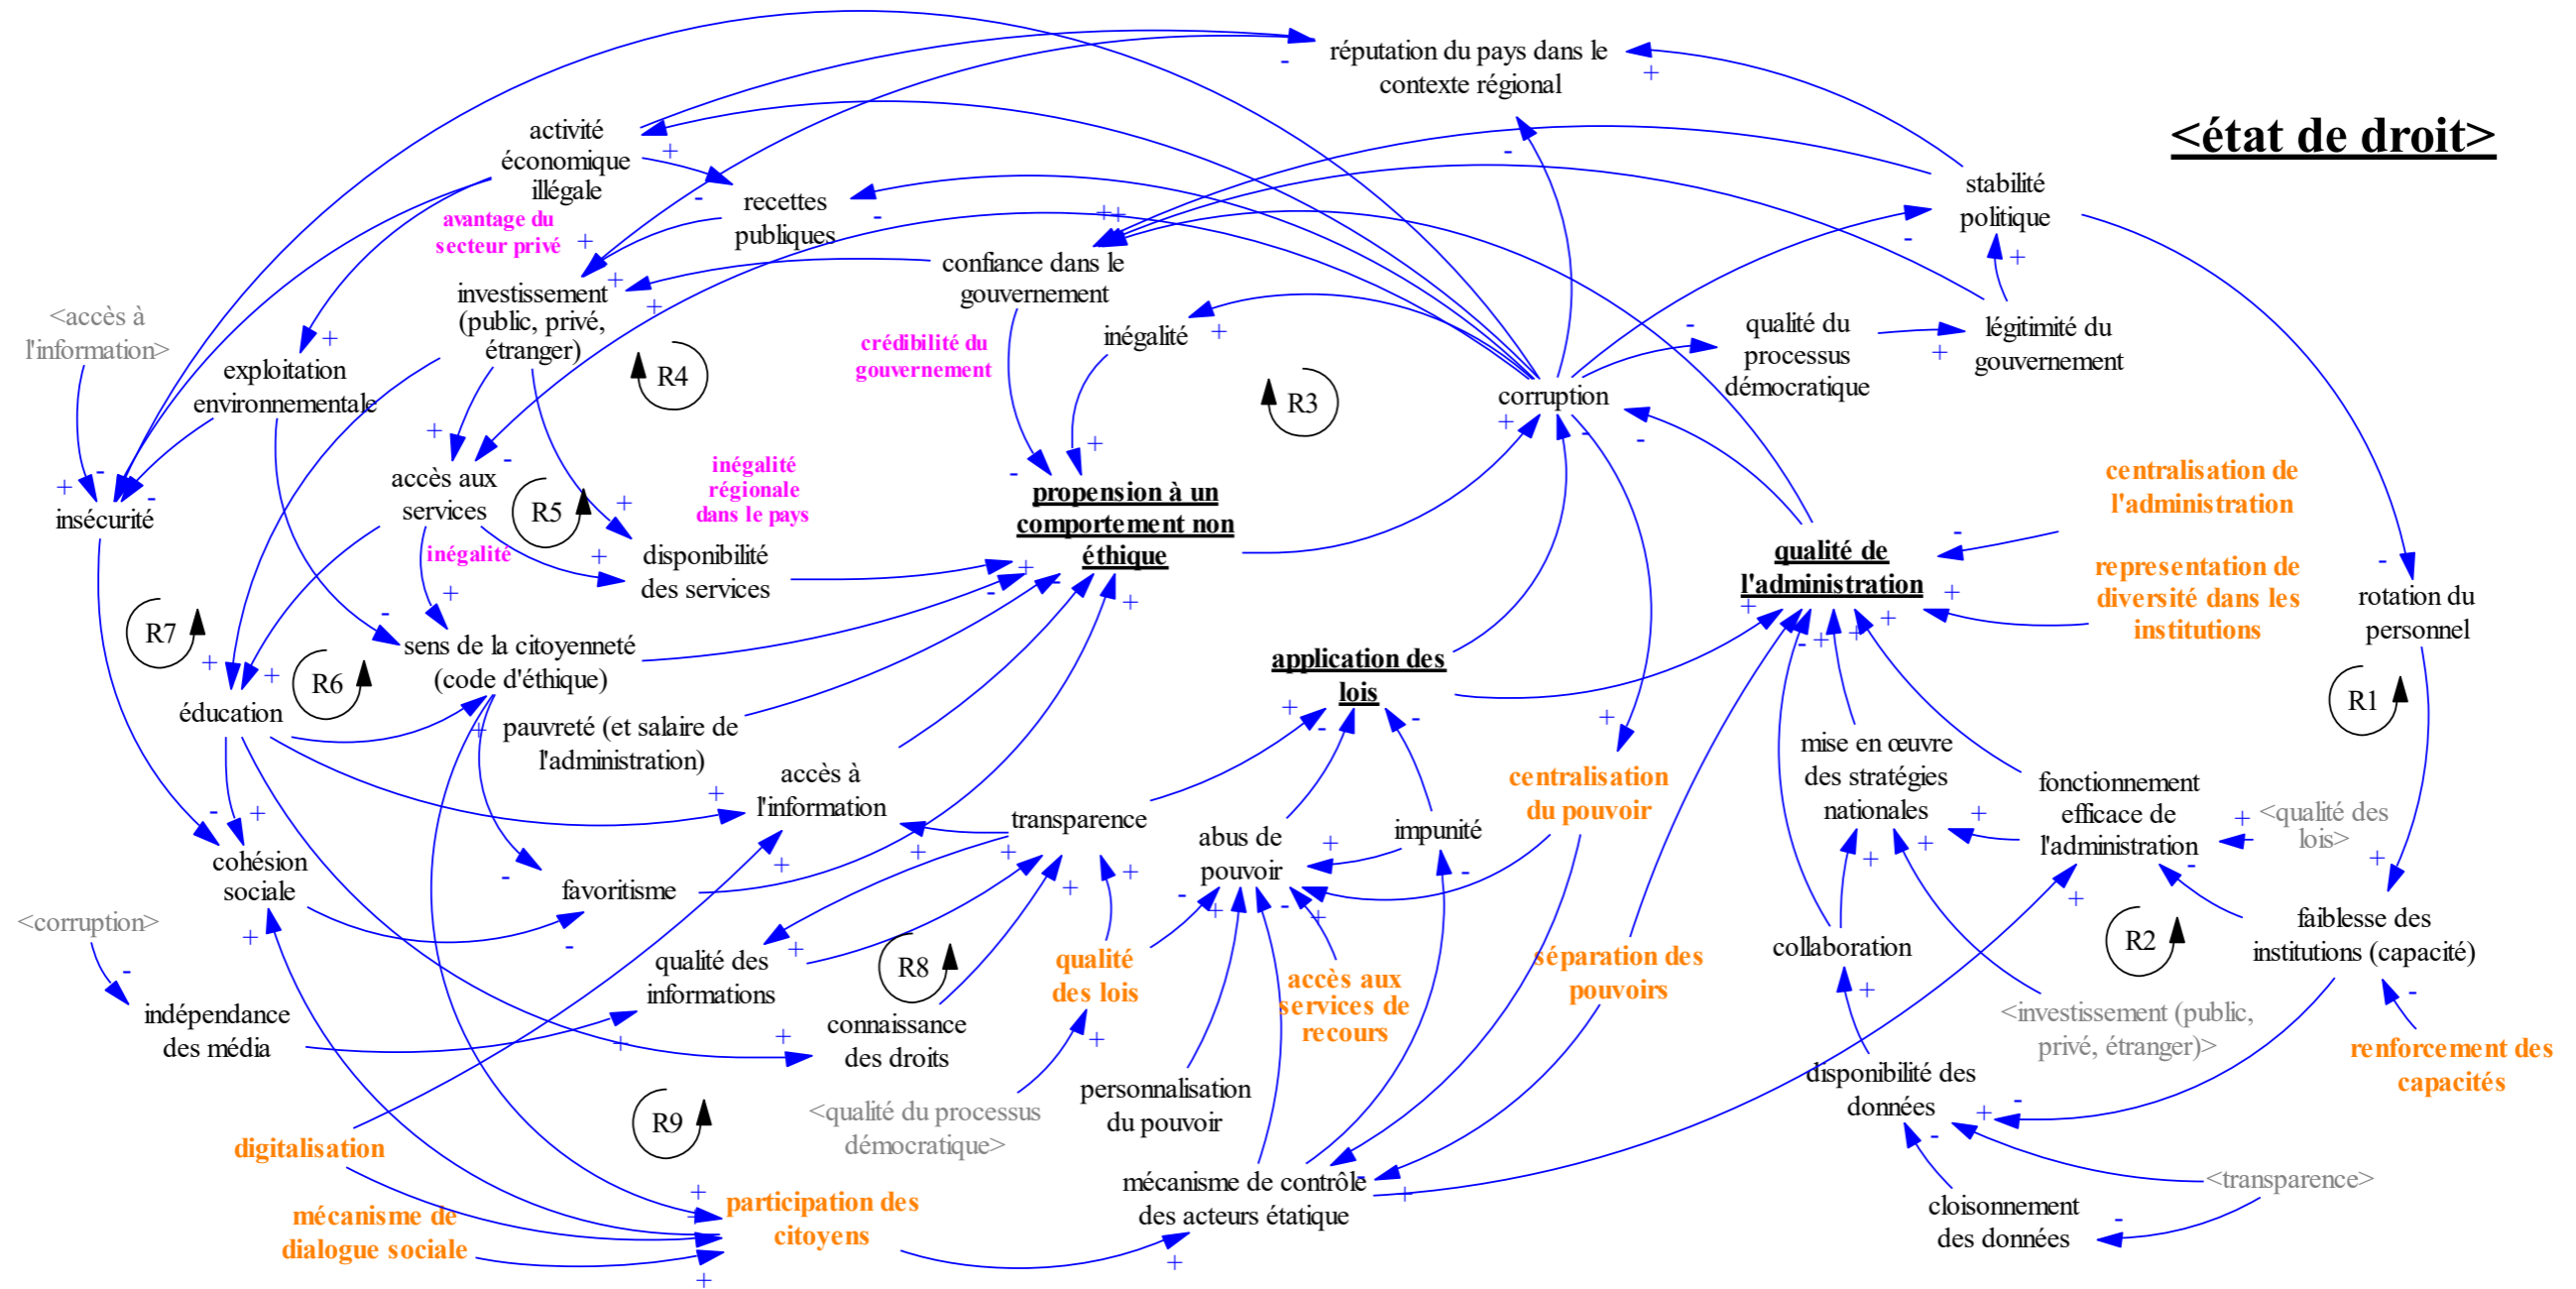 réputation du pays dans le
contexte régional
<état de droit>
activité
économique
illégale
avantage du
secteur privé
recettes
publiques
stabilité
politique
confiance dans le
gouvernement
investissement
(public, privé,
étranger)
<accès à
l'information>
exploitation
environnementale
R4
crédibilité du
gouvernement
inégalité
R3
corruption
qualité du
processus
démocratique
légitimité du
gouvernement
accès aux
services
R5
inégalité
régionale
dans le pays
propension à un
comportement non
éthique
insécurité
inégalité
disponibilité
des services
qualité de
l'administration
centralisation de
l'administration
representation de
diversité dans les
institutions
rotation du
personnel
R7
R6
sens de la citoyenneté
(code d'éthique)
application des
lois
R1
éducation
pauvreté (et salaire de
l'administration)
accès à
l'information
transparence
abus de
pouvoir
impunité
centralisation
du pouvoir
mise en œuvre
des stratégies
nationales
fonctionnement
efficace de
l'administration
<qualité des
lois>
cohésion
sociale
favoritisme
<corruption>
qualité des
informations
R8
qualité
des lois
accès aux
services de
recours
séparation des
pouvoirs
collaboration
R2
faiblesse des
institutions (capacité)
indépendance
des média
connaissance
des droits
<investissement (public,
privé, étranger)>
renforcement des
capacités
R9
<qualité du processus
démocratique>
personnalisation
du pouvoir
disponibilité des
données
digitalisation
mécanisme de
dialogue sociale
participation des
citoyens
mécanisme de contrôle
des acteurs étatique
cloisonnement
des données
<transparence>